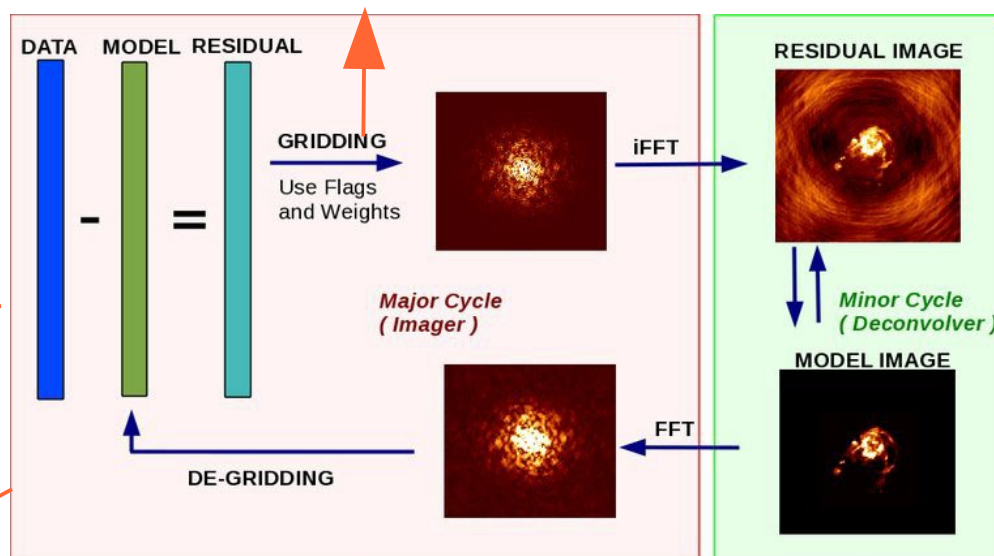 DATA MODEL RESIDUAL
-
=
GRIDDING
Use Flags
and Weights
iFFT
RESIDUAL IMAGE
Major Cycle
( Imager )
Minor Cycle
( Deconvolver )
MODEL IMAGE
FFT
DE-GRIDDING